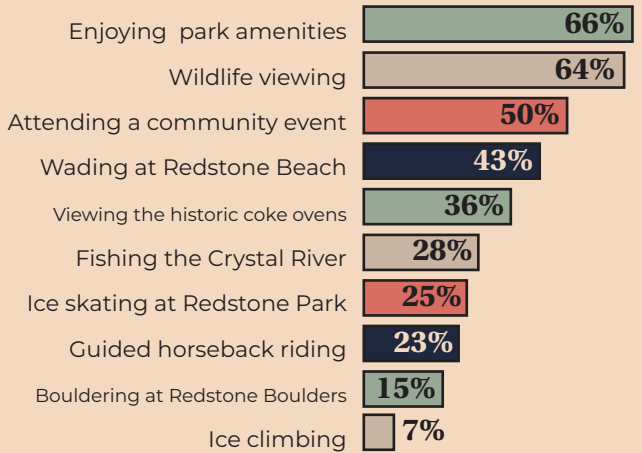 Enjoying park amenities 66%
Wildlife viewing 64%
Attending a community event 50%
Wading at Redstone Beach 43%
Viewing the historic coke ovens 36%
Fishing the Crystal River 28%
Ice skating at Redstone Park 25%
Guided horseback riding 23%
Bouldering at Redstone Boulders 15%
Ice climbing 7%